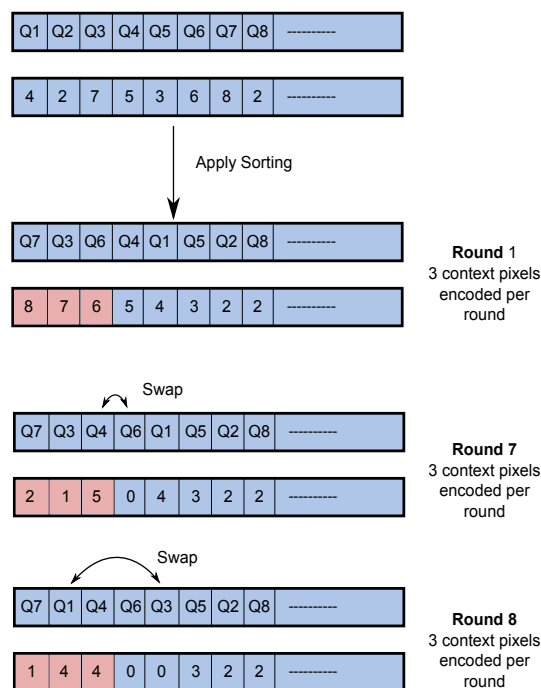 Q1 Q2 Q3 Q4 Q5 Q6 Q7 Q8 ----------
4 2 7 5 3 6 8 2 ----------
Apply Sorting
Q7 Q3 Q6 Q4 Q1 Q5 Q2 Q8 ----------
8 7 6 5 4 3 2 2 ----------
Round 1
3 context pixels
encoded per
round
Swap
Q7 Q3 Q4 Q6 Q1 Q5 Q2 Q8 ----------
2 1 5 0 4 3 2 2 ----------
Round 7
3 context pixels
encoded per
round
Swap
Q7 Q1 Q4 Q6 Q3 Q5 Q2 Q8 ----------
1 4 4 0 0 3 2 2 ----------
Round 8
3 context pixels
encoded per
round